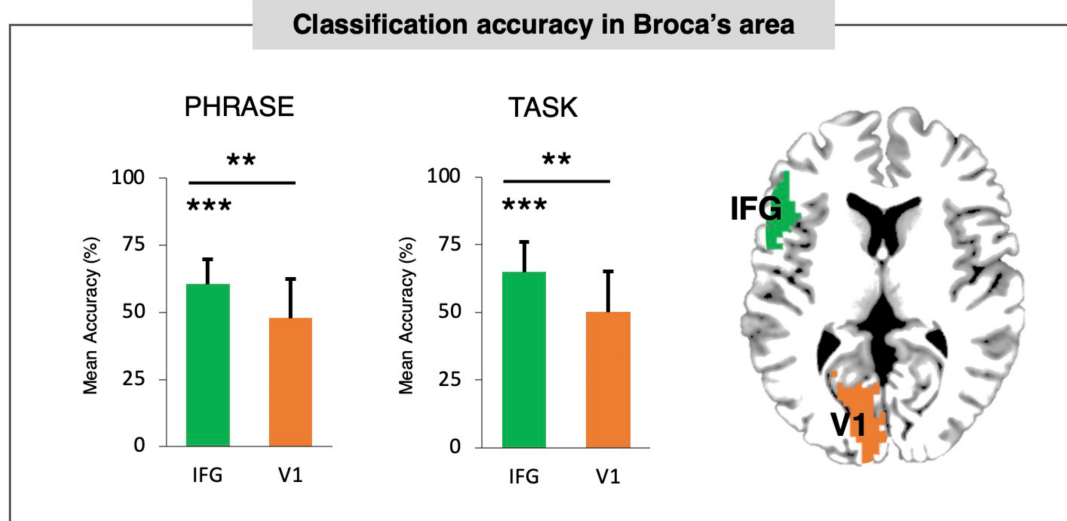 Classification accuracy in Broca's area
PHRASE
**
100
***
75
50
25
0
Mean Accuracy (%)
IFG
V1
TASK
**
100
***
75
50
25
0
Mean Accuracy (%)
IFG
V1
IFG
V1